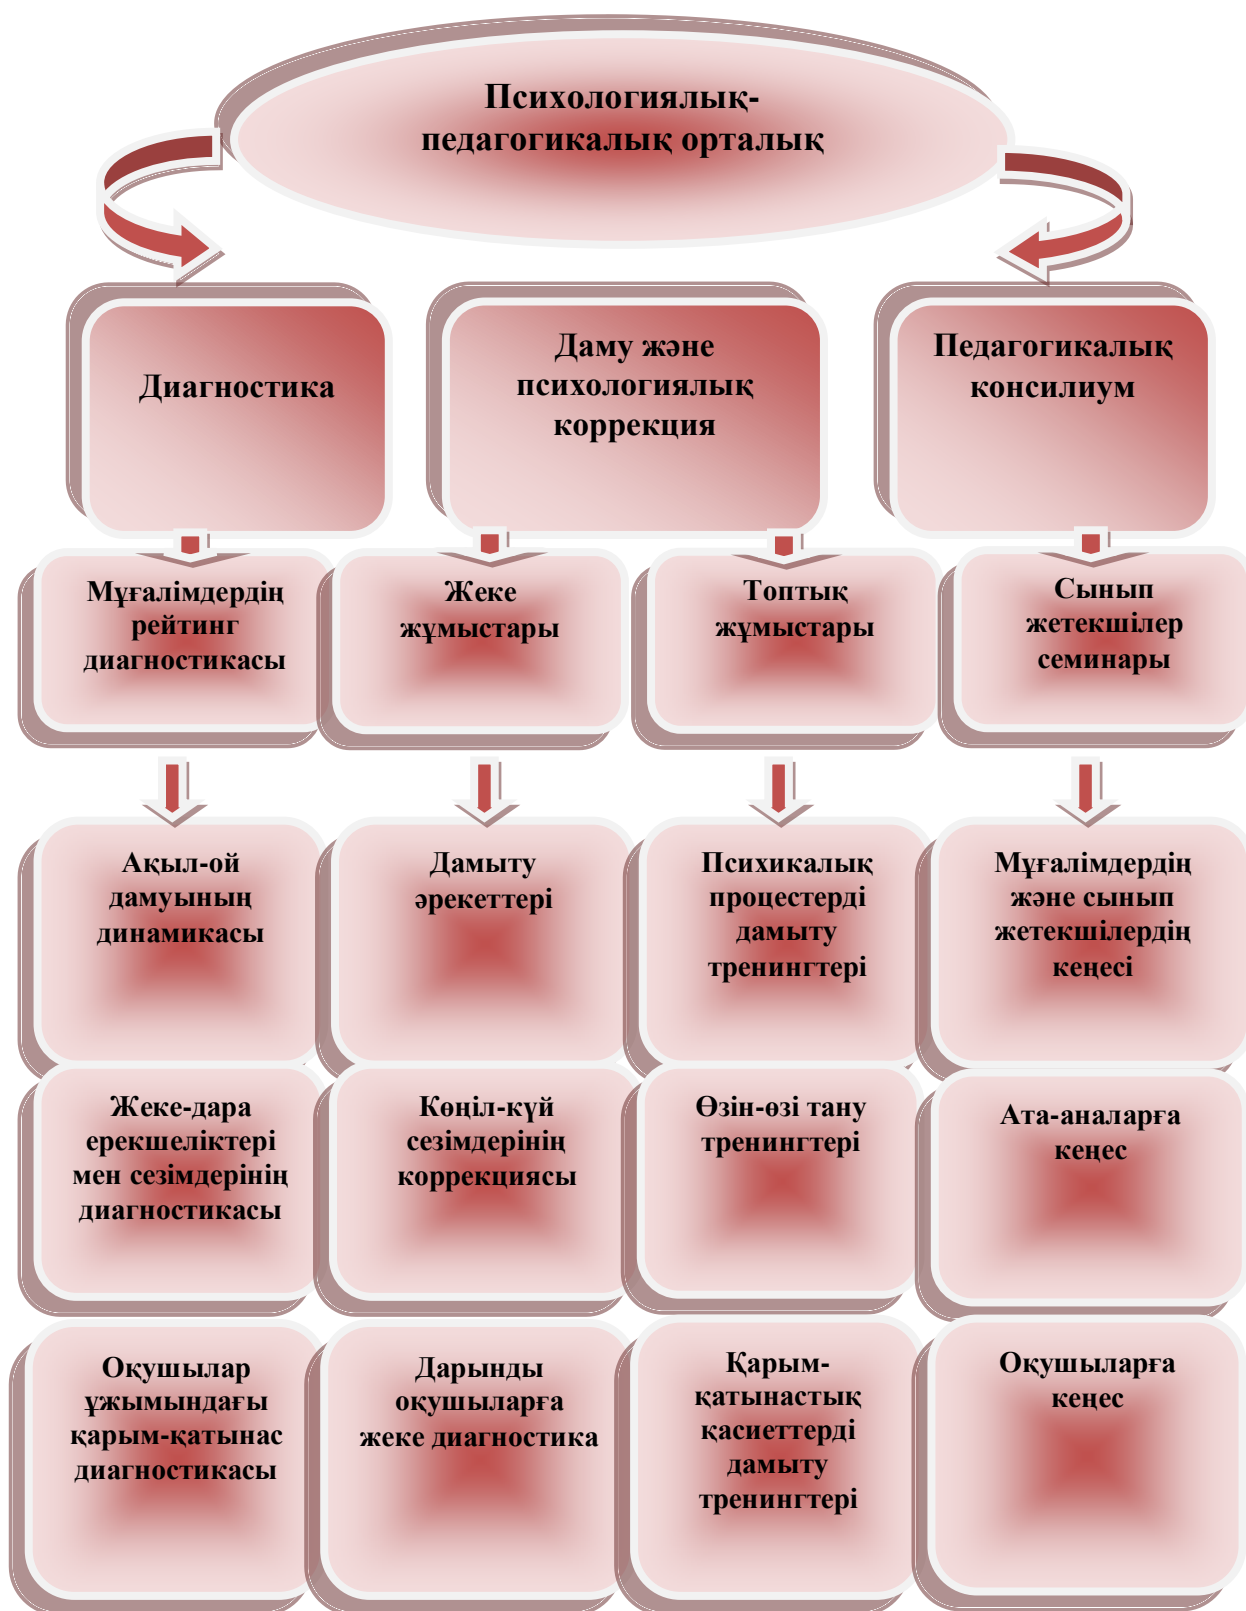 Психологиялық-
педагогикалық орталық
Диагностика
Даму және
психологиялық
коррекция
Педагогикалық
консилиум
Мұғалімдердің
рейтинг
диагностикасы
Жеке
жұмыстары
Топтық
жұмыстары
Сынып
жетекшілер
семинары
Ақыл-ой
дамуының
динамикасы
Дамыту
әрекеттері
Психикалық
процестерді
дамыту
тренингтері
Мұғалімдердің
және сынып
жетекшілердің
кеңесі
Жеке-дара
ерекшеліктері
мен сезімдерінің
диагностикасы
Көңіл-күй
сезімдерінің
коррекциясы
Өзін-өзі тану
тренингтері
Ата-аналарға
кеңес
Оқушылар
ұжымындағы
қарым-қатынас
диагностикасы
Дарынды
оқушыларға
жеке диагностика
Қарым-
қатынастық
қасиеттерді
дамыту
тренингтері
Оқушыларға
кеңес